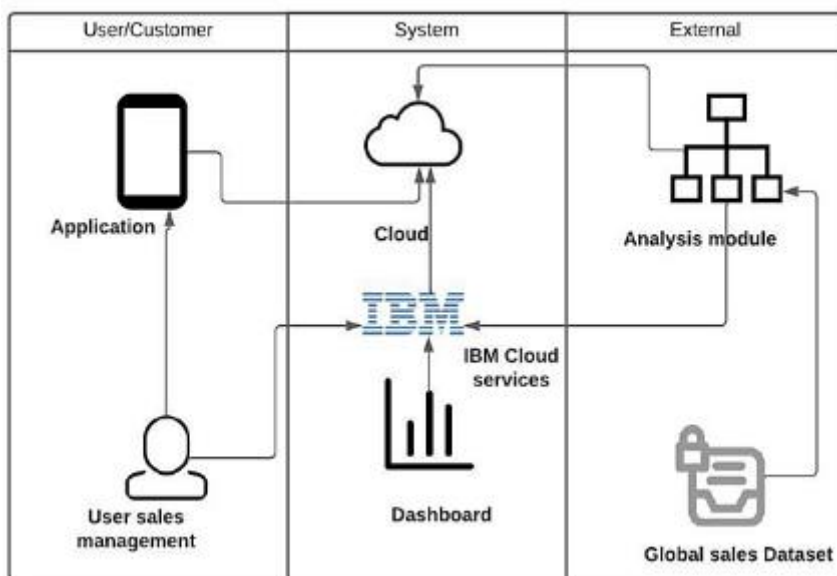 User/Customer
System
External
Application
Cloud
Analysis module
IBM
IBM Cloud
services
User sales
management
Dashboard
Global sales Dataset